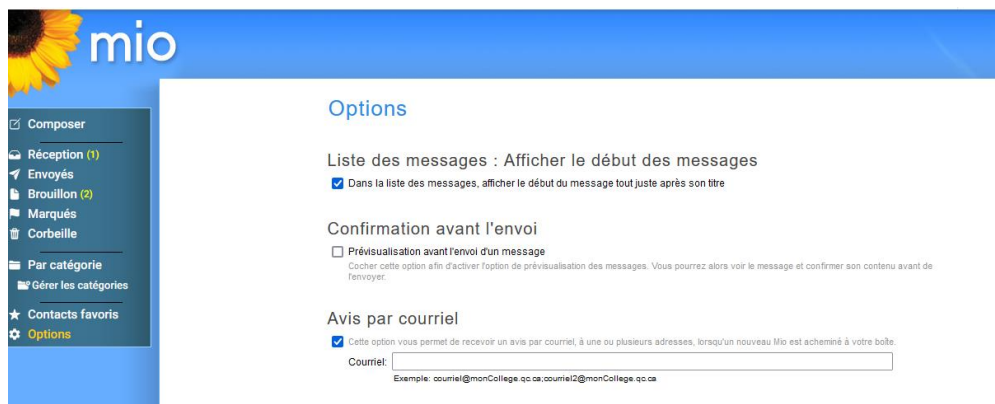 mio
Composer
Réception (1)
Envoyés
Brouillon (2)
Marqués
Corbeille
Par catégorie
Gérer les catégories
Contacts favoris
Options
Options
Liste des messages : Afficher le début des messages
Dans la liste des messages, afficher le début du message tout juste après son titre
Confirmation avant l'envoi
Prévisualisation avant l'envoi d'un message
Cocher cette option afin d'activer l'option de prévisualisation des messages. Vous pourrez alors voir le message et confirmer son contenu avant de
l'envoyer.
Avis par courriel
Cette option vous permet de recevoir un avis par courriel, à une ou plusieurs adresses, lorsqu'un nouveau Mio est acheminé à votre boîte.
Courriel:
Exemple: courriel@monCollege.qc.ca;courriel2@monCollege.qc.ca